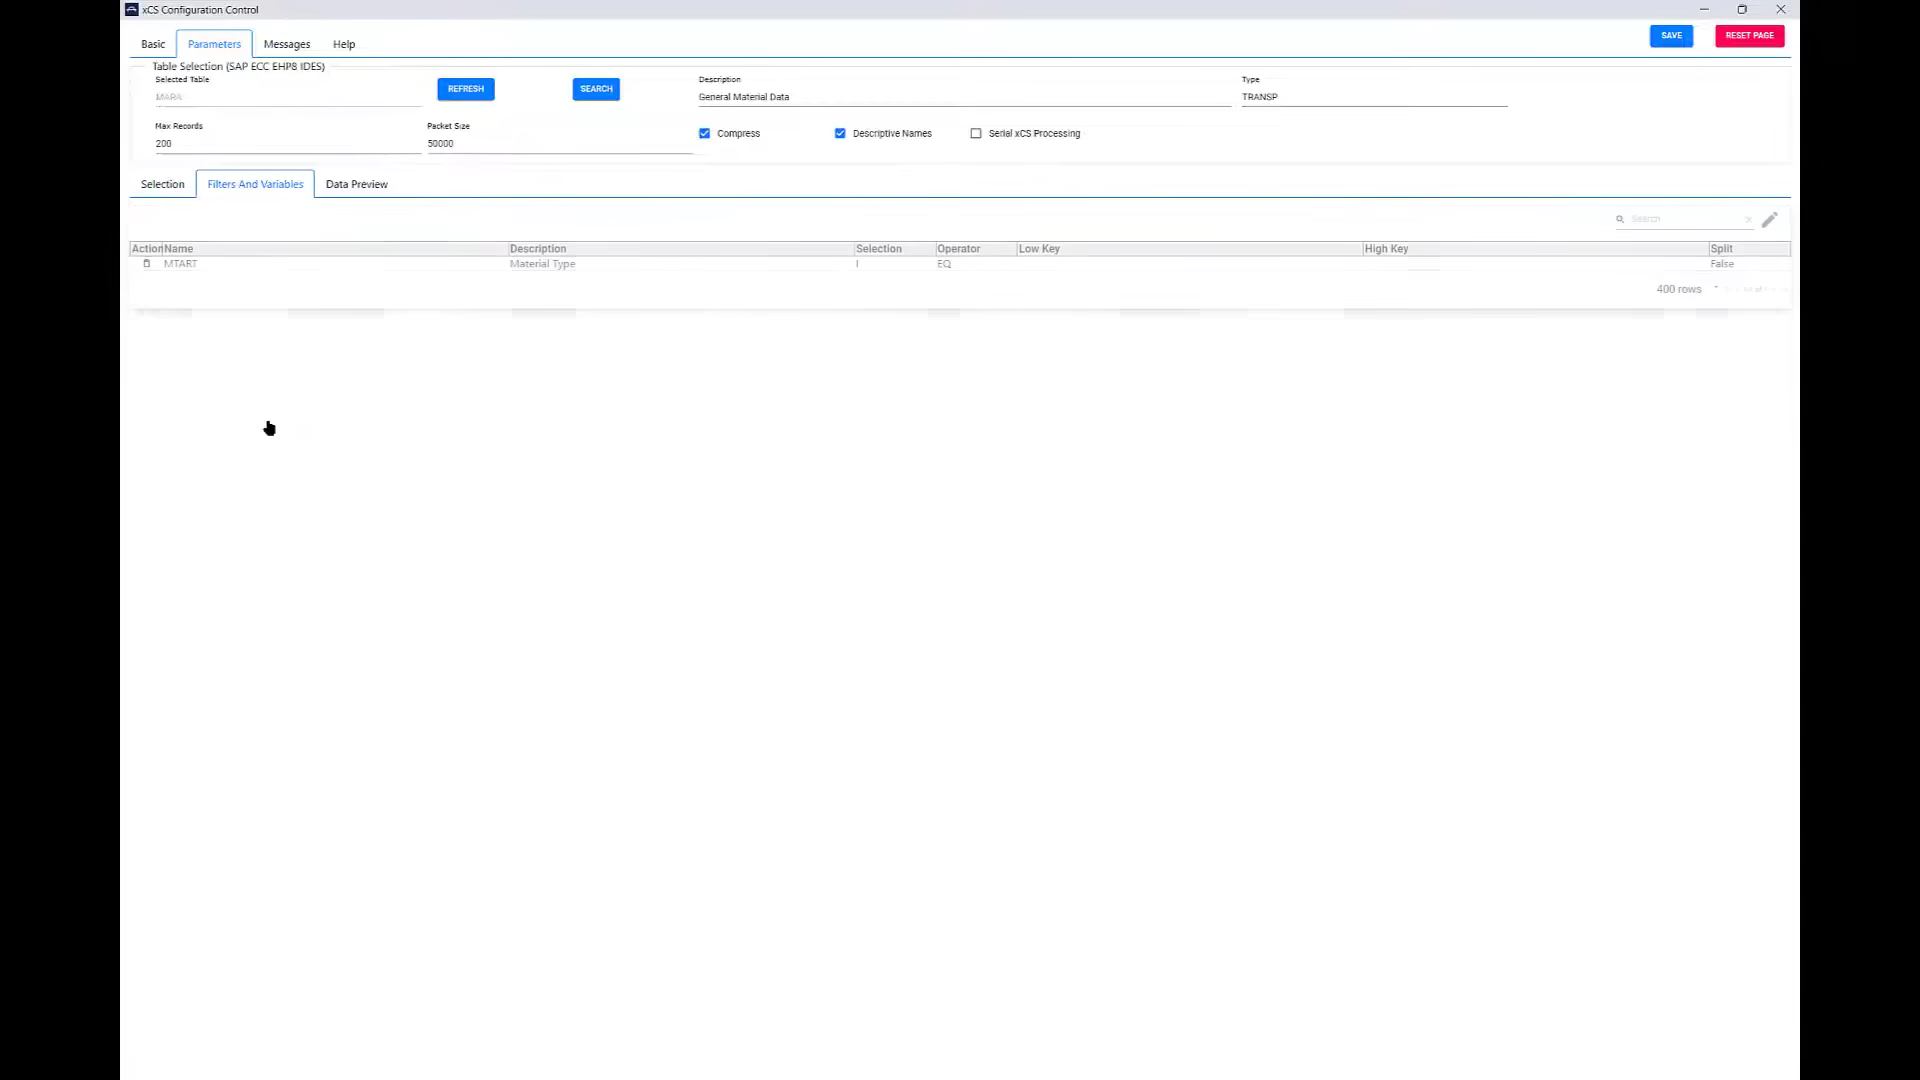 xCS Configuration Control
Basic Parameters Messages Help SAVE RESET PAGE
Table Selection (SAP ECC EHP8 IDES)
Selected Table Description Type
MARA REFRESH SEARCH General Material Data TRANSP
Max Records Packet Size
200 50000 Compress Descriptive Names Serial xCS Processing
Selection Filters And Variables Data Preview
Search
Action Name Description Selection Operator Low Key High Key Split
MTART Material Type I EQ False
400 rows